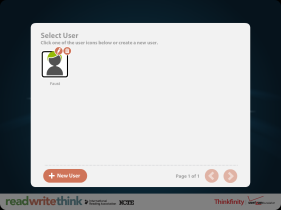 Select User
Click one of the user icons below or create a new user.
New User
Page 1 of 1
readwritethink
NCTE
Thinkfinity